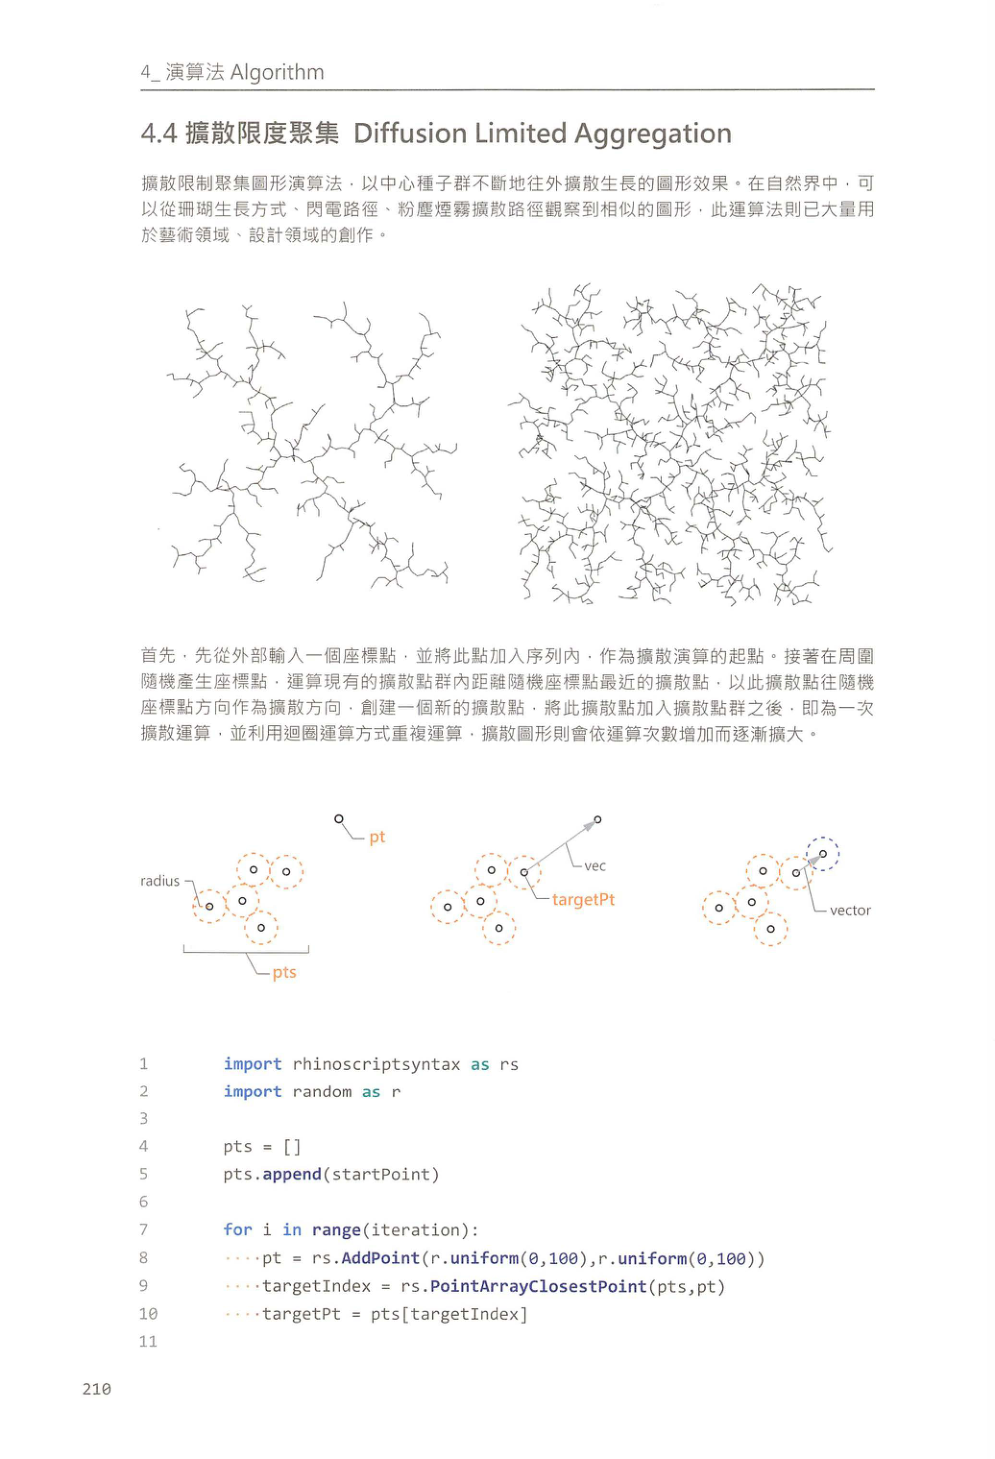 4_ 演算法 Algorithm
4.4 擴散限度聚集 Diffusion Limited Aggregation
擴散限制聚集圖形演算法，以中心種子群不斷地往外擴散生長的圖形效果。在自然界中，可
以從珊瑚生長方式、閃電路徑、粉塵煙霧擴散路徑觀察到相似的圖形，此運算法則已大量用
於藝術領域、設計領域的創作。
首先，先從外部輸入一個座標點，並將此點加入序列內，作為擴散演算的起點。接著在周圍
隨機產生座標點，運算現有的擴散點群內距離隨機座標點最近的擴散點，以此擴散點往隨機
座標點方向作為擴散方向，創建一個新的擴散點，將此擴散點加入擴散點群之後，即為一次
擴散運算，並利用迴圈運算方式重複運算，擴散圖形則會依運算次數增加而逐漸擴大。
pt
radius
pts
vec
targetPt
vector
1 import rhinoscriptsyntax as rs
2 import random as r
3
4 pts = []
5 pts.append(startPoint)
6
7 for i in range(iteration):
8 ····pt = rs.AddPoint(r.uniform(0,100),r.uniform(0,100))
9 ····targetIndex = rs.PointArrayClosestPoint(pts,pt)
10 ····targetPt = pts[targetIndex]
11
210